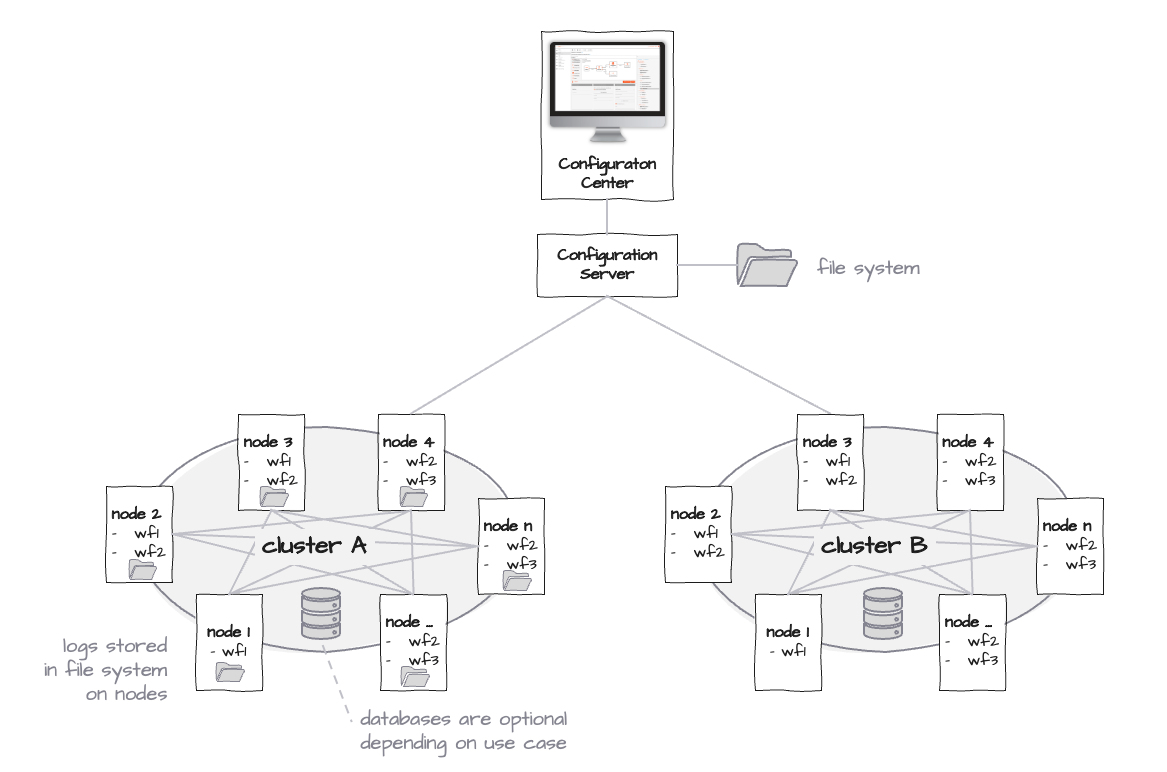 Configuraton
Center
Configuration
Server
file system
node 3
- wf1
- wf2
node 4
- wf2
- wf3
node 2
- wf1
- wf2
node n
- wf2
- wf3
cluster A
node 1
- wf1
node ...
- wf2
- wf3
logs stored
in file system
on nodes
databases are optional
depending on use case
node 3
- wf1
- wf2
node 4
- wf2
- wf3
node 2
- wf1
- wf2
node n
- wf2
- wf3
cluster B
node 1
- wf1
node ...
- wf2
- wf3